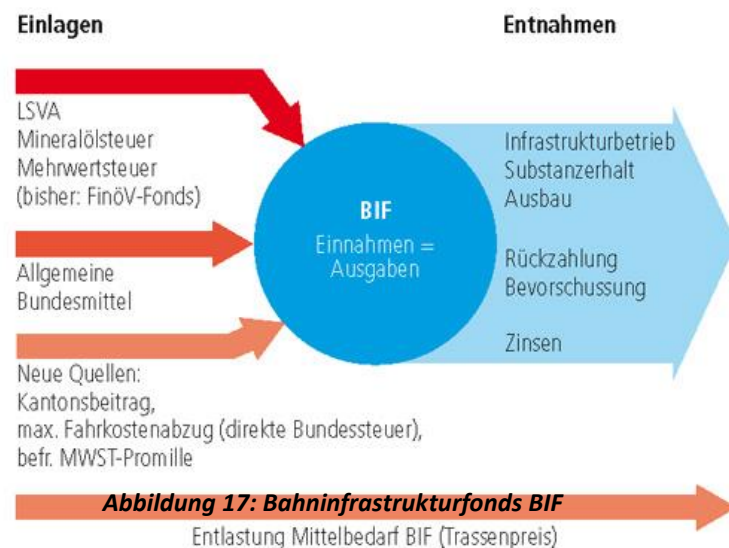 Einlagen
LSVA
Mineralölsteuer
Mehrwertsteuer
(bisher: FinöV-Fonds)
Allgemeine
Bundesmittel
Neue Quellen:
Kantonsbeitrag,
max. Fahrkostenabzug (direkte Bundessteuer),
befr. MWST-Promille
BIF
Einnahmen =
Ausgaben
Entnahmen
Infrastrukturbetrieb
Substanzerhalt
Ausbau
Rückzahlung
Bevorschussung
Zinsen
Abbildung 17: Bahninfrastrukturfonds BIF
Entlastung Mittelbedarf BIF (Trassenpreis)